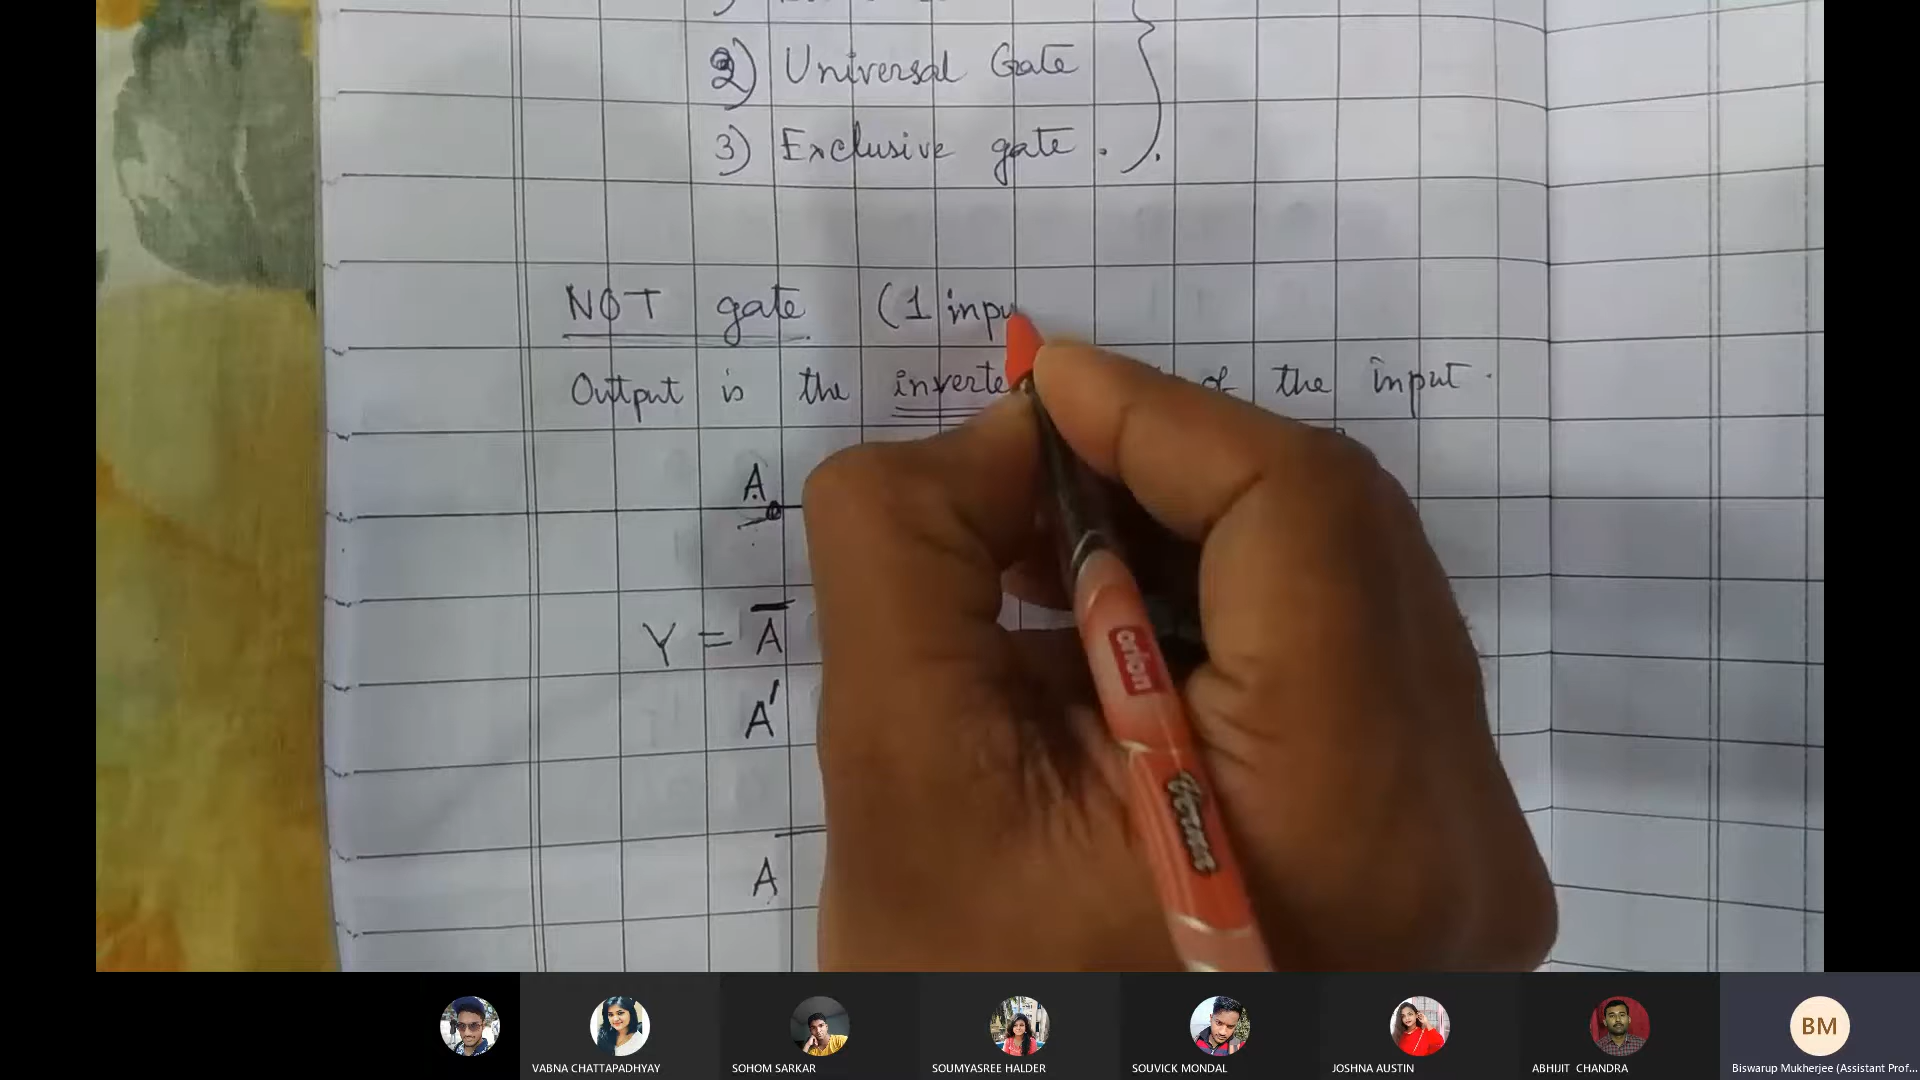 2) Universal Gate
3) Exclusive gate .
NOT gate (1 inpu
Output is the inverte of the input .
A
Y = A̅
A'
A
orion
VABNA CHATTAPADHYAY
SOHOM SARKAR
SOUMYASREE HALDER
SOUVICK MONDAL
JOSHNA AUSTIN
ABHIJIT CHANDRA
BM
Biswarup Mukherjee (Assistant Prof...